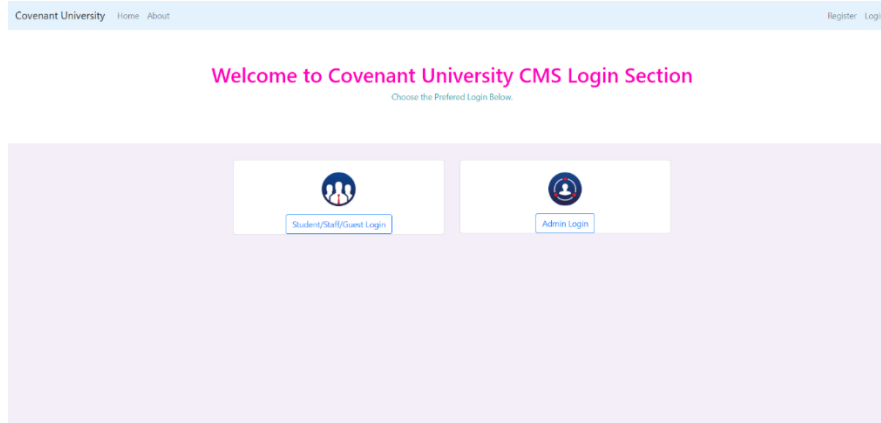 Covenant University Home About Register Logi
Welcome to Covenant University CMS Login Section
Choose the Prefered Login Below.
Student/Staff/Guest Login Admin Login